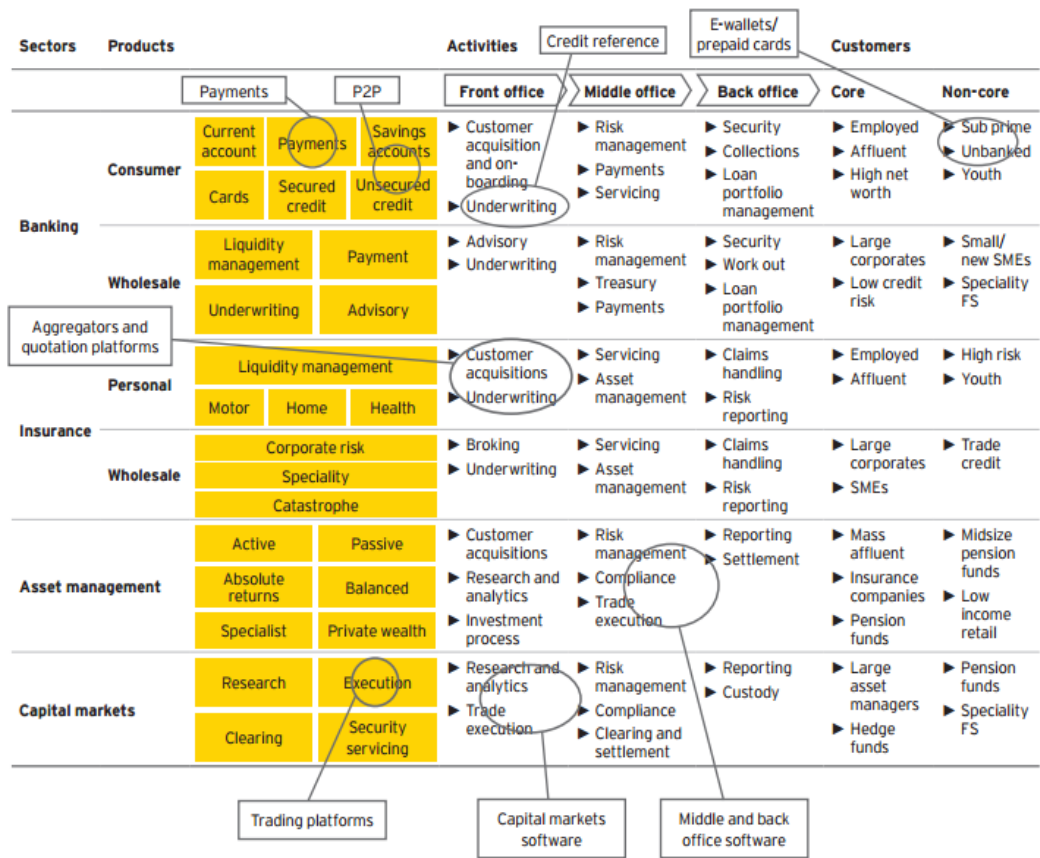 Credit reference
E-wallets/
prepaid cards
Sectors
Products
Activities
Customers
Payments
P2P
Front office
Middle office
Back office
Core
Non-core
Banking
Consumer
Current
account
Payments
Savings
accounts
Cards
Secured
credit
Unsecured
credit
► Customer
acquisition
and on-
boarding
► Underwriting
► Risk
management
► Payments
► Servicing
► Security
► Collections
► Loan
portfolio
management
► Employed
► Affluent
► High net
worth
► Sub prime
► Unbanked
► Youth
Wholesale
Liquidity
management
Payment
Underwriting
Advisory
► Advisory
► Underwriting
► Risk
management
► Treasury
► Payments
► Security
► Work out
► Loan
portfolio
management
► Large
corporates
► Low credit
risk
► Small/
new SMEs
► Speciality
FS
Aggregators and
quotation platforms
Insurance
Personal
Liquidity management
Motor
Home
Health
► Customer
acquisitions
► Underwriting
► Servicing
► Asset
management
► Claims
handling
► Risk
reporting
► Employed
► Affluent
► High risk
► Youth
Wholesale
Corporate risk
Speciality
Catastrophe
► Broking
► Underwriting
► Servicing
► Asset
management
► Claims
handling
► Risk
reporting
► Large
corporates
► SMEs
► Trade
credit
Asset management
Active
Passive
Absolute
returns
Balanced
Specialist
Private wealth
► Customer
acquisitions
► Research and
analytics
► Investment
process
► Risk
management
► Compliance
► Trade
execution
► Reporting
► Settlement
► Mass
affluent
► Insurance
companies
► Pension
funds
► Midsize
pension
funds
► Low
income
retail
Capital markets
Research
Execution
Clearing
Security
servicing
► Research and
analytics
► Trade
execution
► Risk
management
► Compliance
► Clearing and
settlement
► Reporting
► Custody
► Large
asset
managers
► Hedge
funds
► Pension
funds
► Speciality
FS
Trading platforms
Capital markets
software
Middle and back
office software